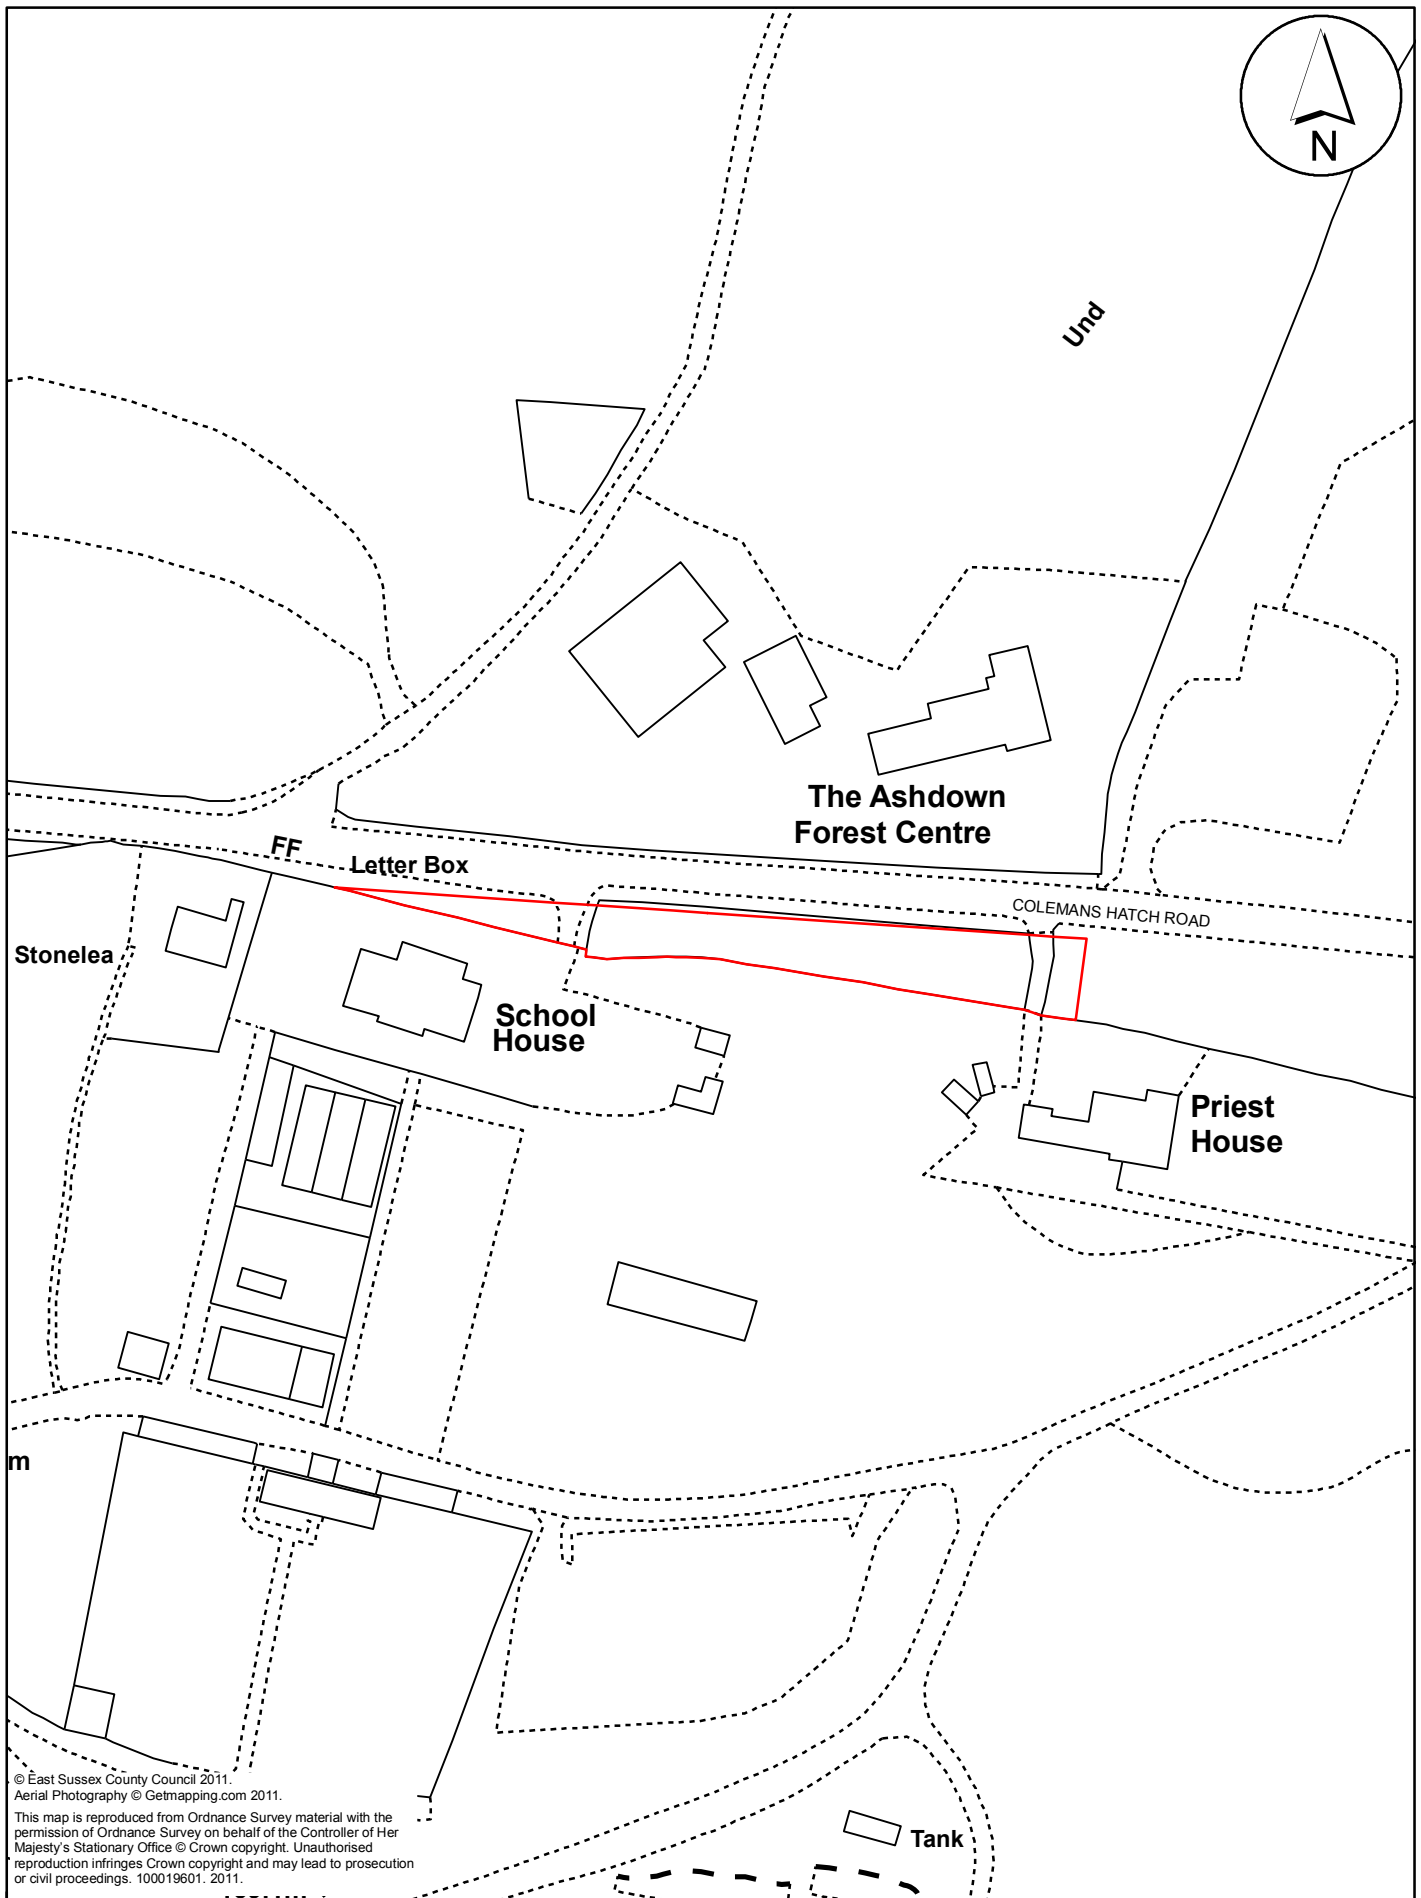 N
Und
The Ashdown
Forest Centre
FF
Letter Box
COLEMANS HATCH ROAD
Stonelea
School
House
Priest
House
m
© East Sussex County Council 2011.
Aerial Photography © Getmapping.com 2011.
This map is reproduced from Ordnance Survey material with the
permission of Ordnance Survey on behalf of the Controller of Her
Majesty's Stationary Office © Crown copyright. Unauthorised
reproduction infringes Crown copyright and may lead to prosecution
or civil proceedings. 100019601. 2011.
Tank